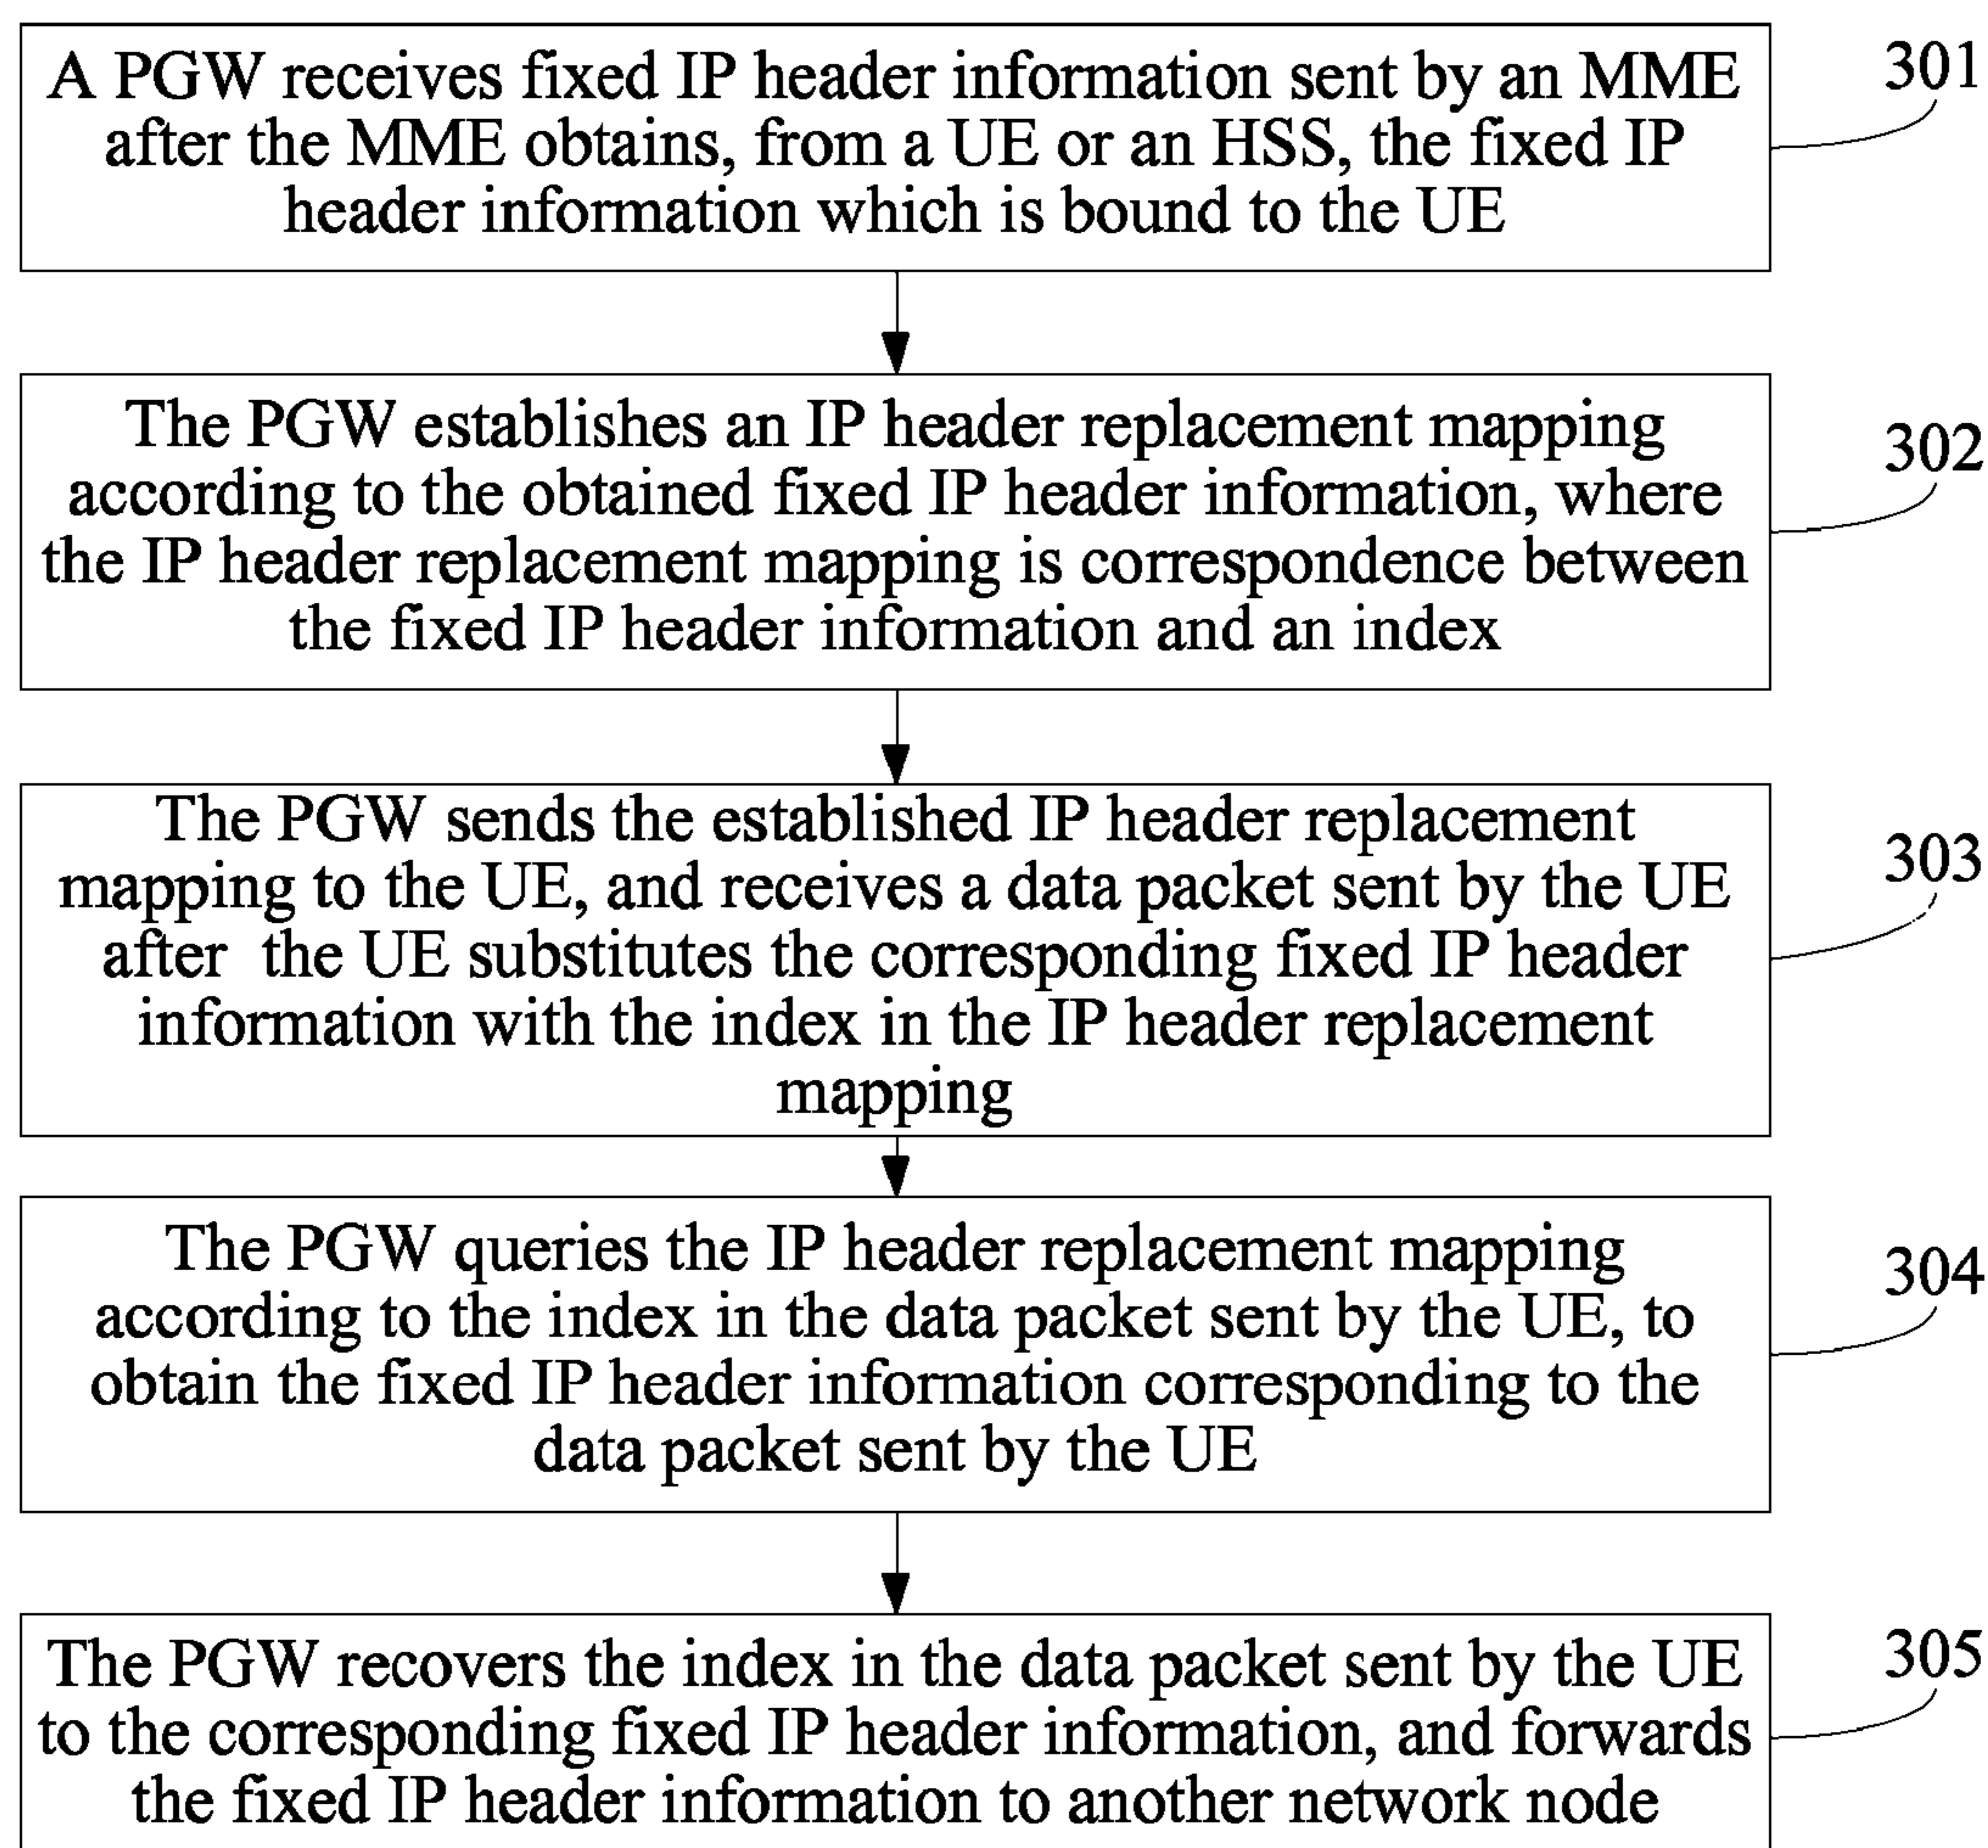 A PGW receives fixed IP header information sent by an MME
after the MME obtains, from a UE or an HSS, the fixed IP
header information which is bound to the UE
301
The PGW establishes an IP header replacement mapping
according to the obtained fixed IP header information, where
the IP header replacement mapping is correspondence between
the fixed IP header information and an index
302
The PGW sends the established IP header replacement
mapping to the UE, and receives a data packet sent by the UE
after the UE substitutes the corresponding fixed IP header
information with the index in the IP header replacement
mapping
303
The PGW queries the IP header replacement mapping
according to the index in the data packet sent by the UE, to
obtain the fixed IP header information corresponding to the
data packet sent by the UE
304
The PGW recovers the index in the data packet sent by the UE
to the corresponding fixed IP header information, and forwards
the fixed IP header information to another network node
305